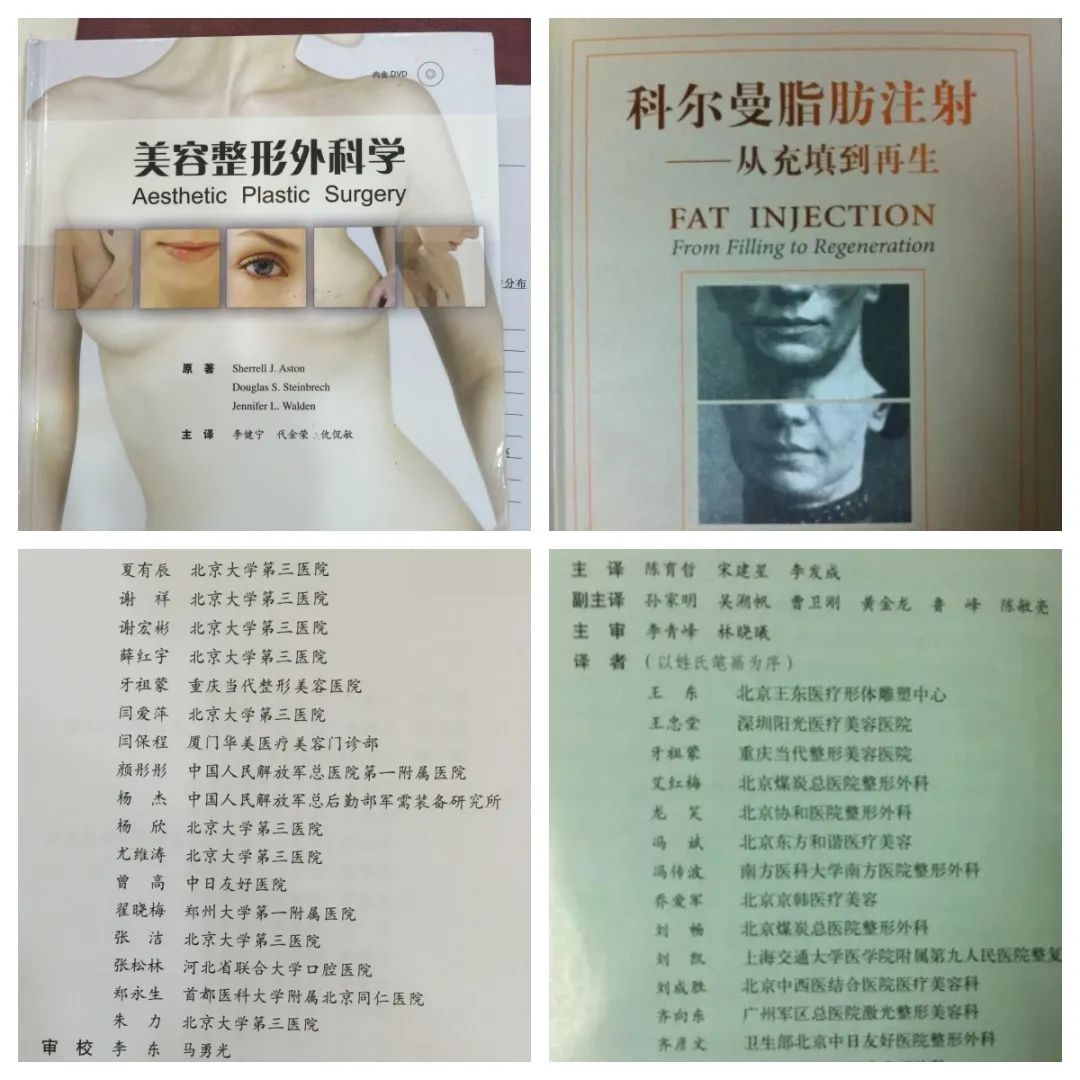 内含DVD
美容整形外科学
Aesthetic Plastic Surgery
原 著 Sherrell J. Aston
Douglas S. Steinbrech
Jennifer L. Walden
主 译 李健宁 代金荣 仇侃敏
分布
科尔曼脂肪注射
——从充填到再生
FAT INJECTION
From Filling to Regeneration
夏有辰 北京大学第三医院
谢 祥 北京大学第三医院
谢宏彬 北京大学第三医院
薛红宇 北京大学第三医院
牙祖蒙 重庆当代整形美容医院
闫爱萍 北京大学第三医院
闫保程 厦门华美医疗美容门诊部
颜彤彤 中国人民解放军总医院第一附属医院
杨 杰 中国人民解放军总后勤部军需装备研究所
杨 欣 北京大学第三医院
尤维涛 北京大学第三医院
曾 高 中日友好医院
翟晓梅 郑州大学第一附属医院
张 洁 北京大学第三医院
张松林 河北省联合大学口腔医院
郑永生 首都医科大学附属北京同仁医院
朱 力 北京大学第三医院
审 校 李 东 马勇光
主 译 陈育哲 宋建星 李发成
副主译 孙家明 吴溯帆 曹卫刚 黄金龙 鲁 峰 陈敏亮
主 审 李青峰 林晓曦
译 者 (以姓氏笔画为序)
王 东 北京王东医疗形体雕塑中心
王忠堂 深圳阳光医疗美容医院
牙祖蒙 重庆当代整形美容医院
艾红梅 北京煤炭总医院整形外科
龙 笑 北京协和医院整形外科
冯 斌 北京东方和谐医疗美容
冯传波 南方医科大学南方医院整形外科
乔爱军 北京京韩医疗美容
刘 畅 北京煤炭总医院整形外科
刘 凯 上海交通大学医学院附属第九人民医院整复
刘成胜 北京中西医结合医院医疗美容科
齐向东 广州军区总医院激光整形美容科
齐彦文 卫生部北京中日友好医院整形外科